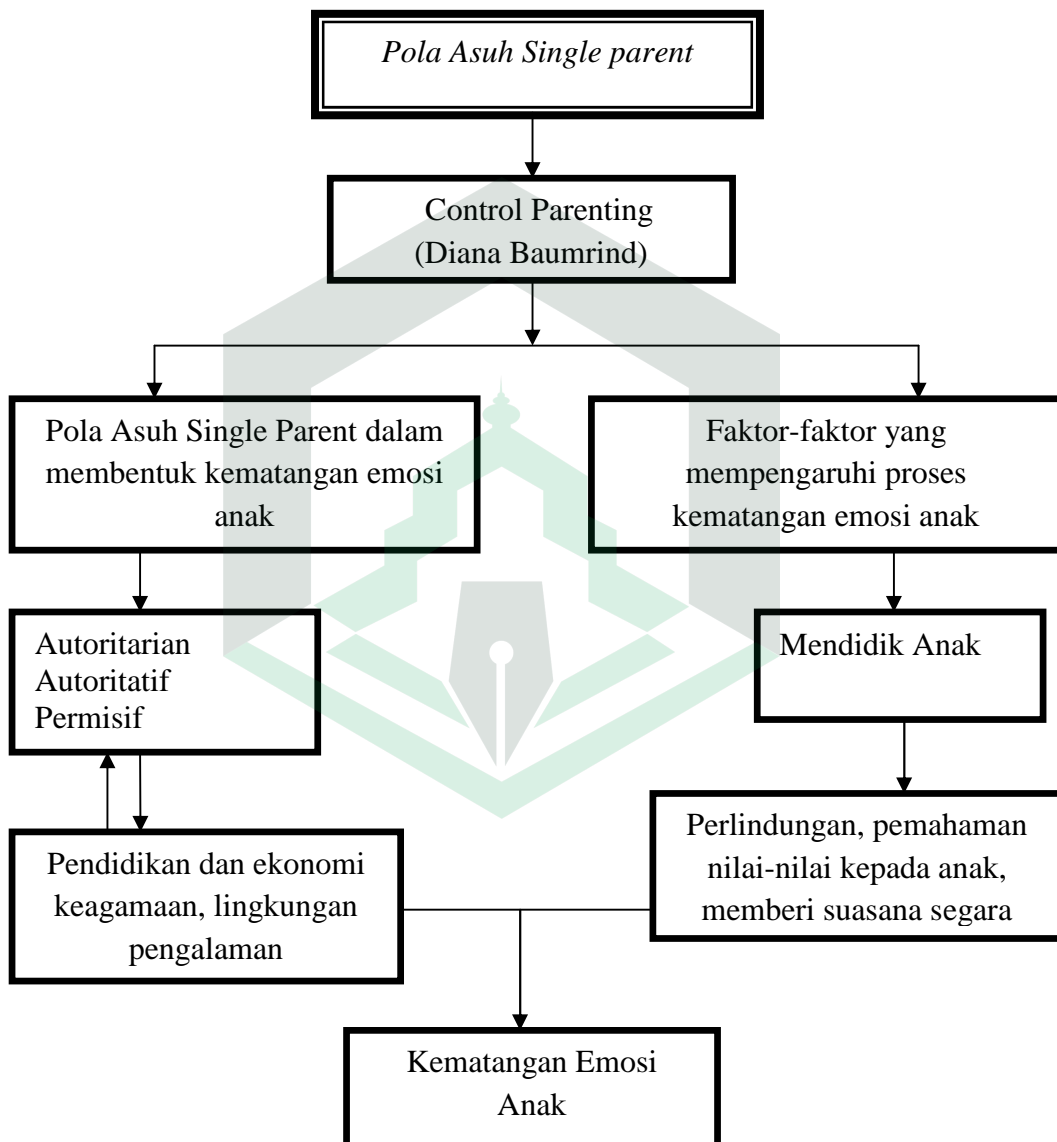 Pola Asuh Single parent
Control Parenting
(Diana Baumrind)
Pola Asuh Single Parent dalam
membentuk kematangan emosi
anak
Faktor-faktor yang
mempengaruhi proses
kematangan emosi anak
Autoritarian
Autoritatif
Permisif
Mendidik Anak
Pendidikan dan ekonomi
keagamaan, lingkungan
pengalaman
Perlindungan, pemahaman
nilai-nilai kepada anak,
memberi suasana segara
Kematangan Emosi
Anak